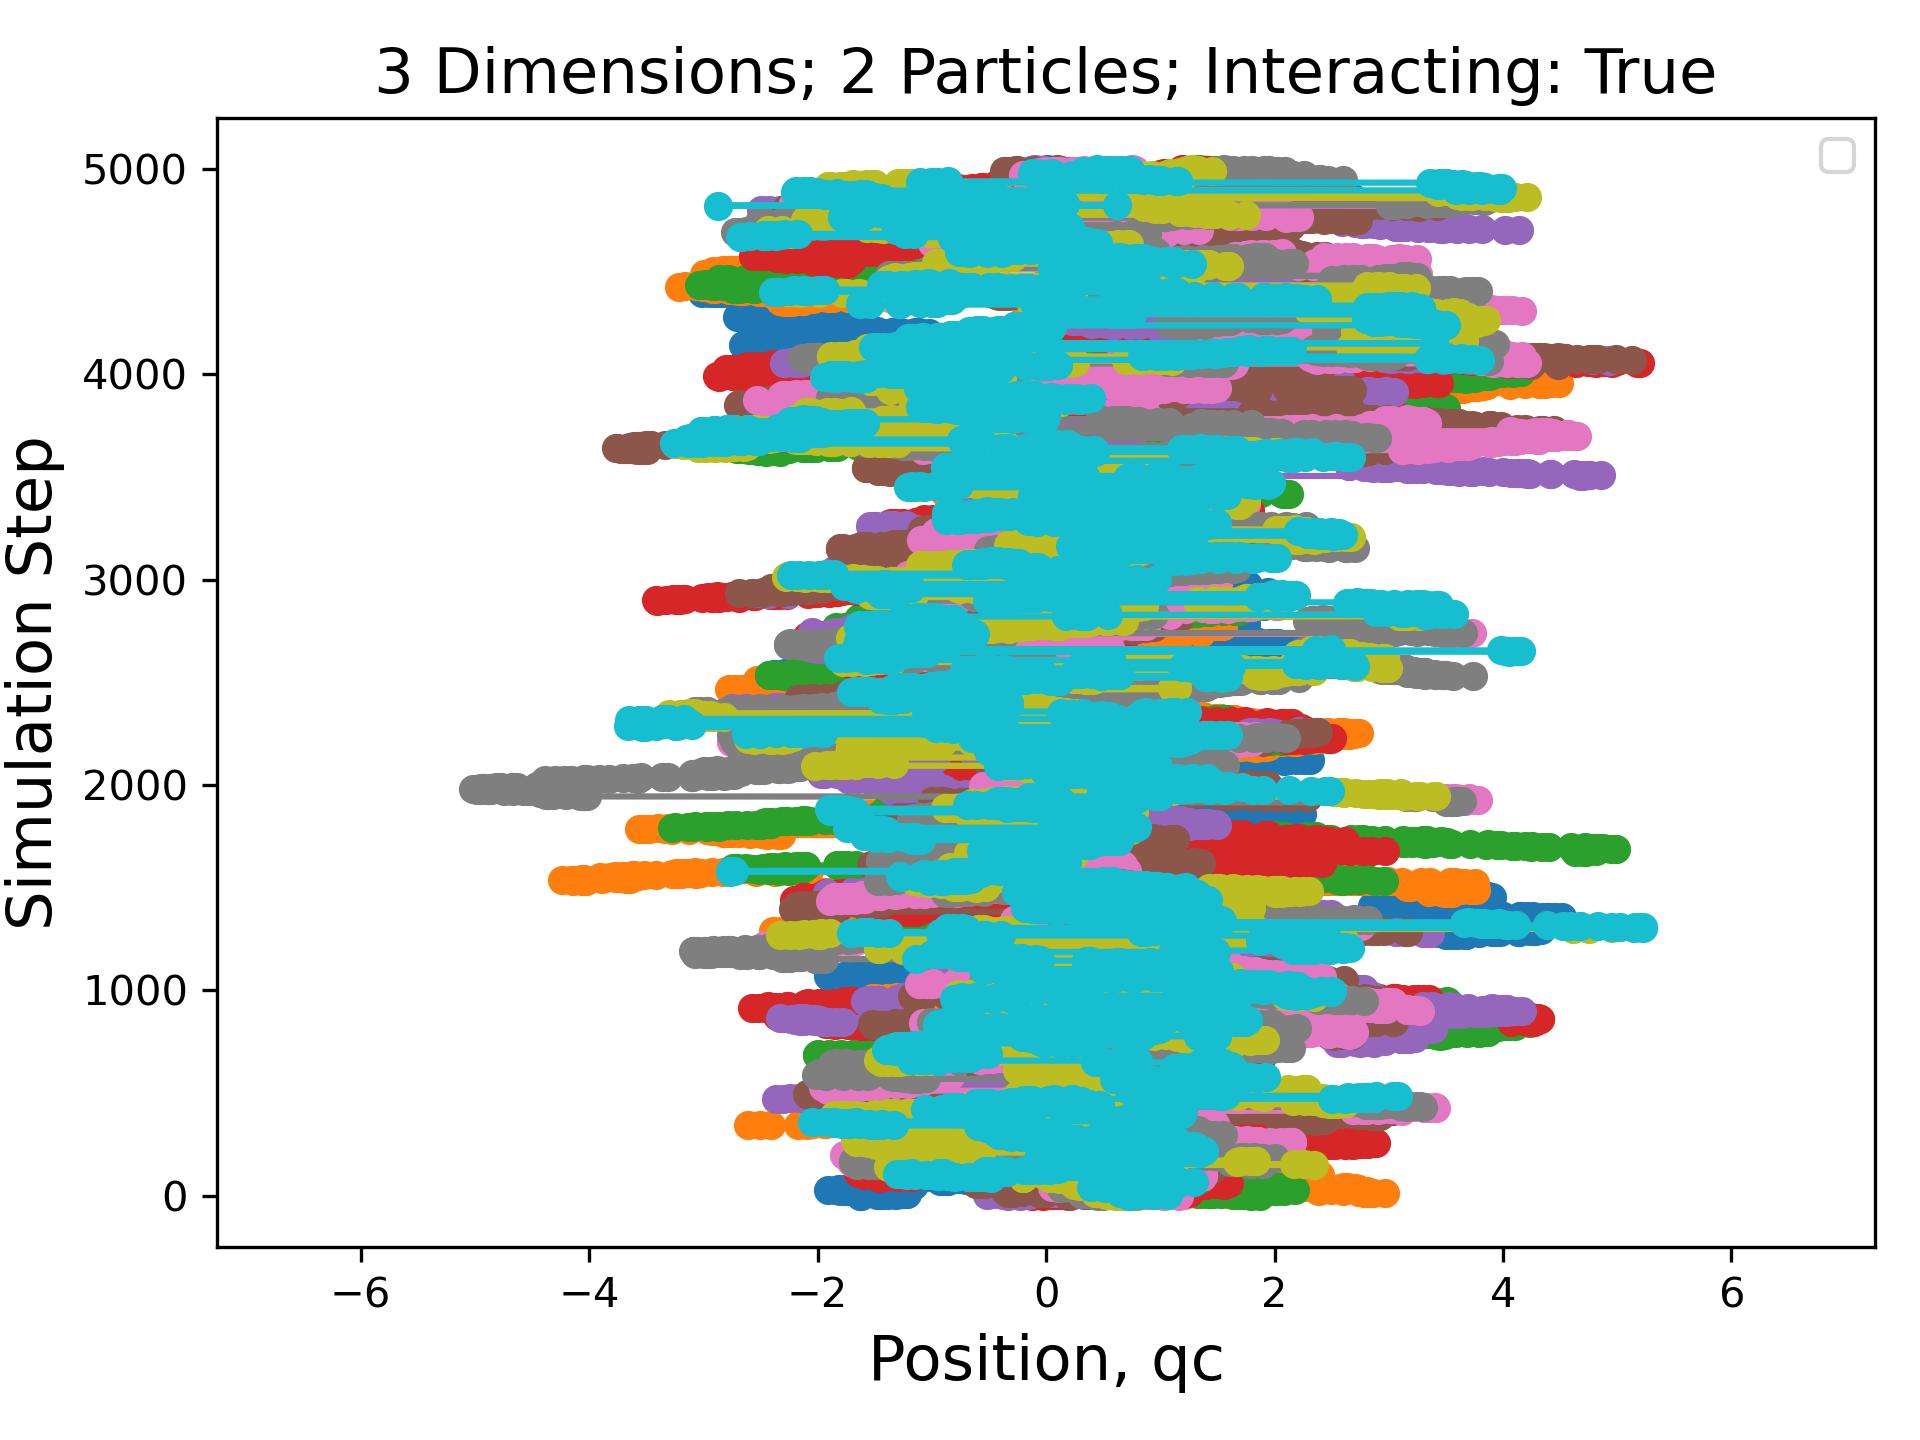 3 Dimensions; 2 Particles; Interacting: True
Simulation Step
5000
4000
3000
2000
1000
0
−6 −4 −2 0 2 4 6
Position, qc